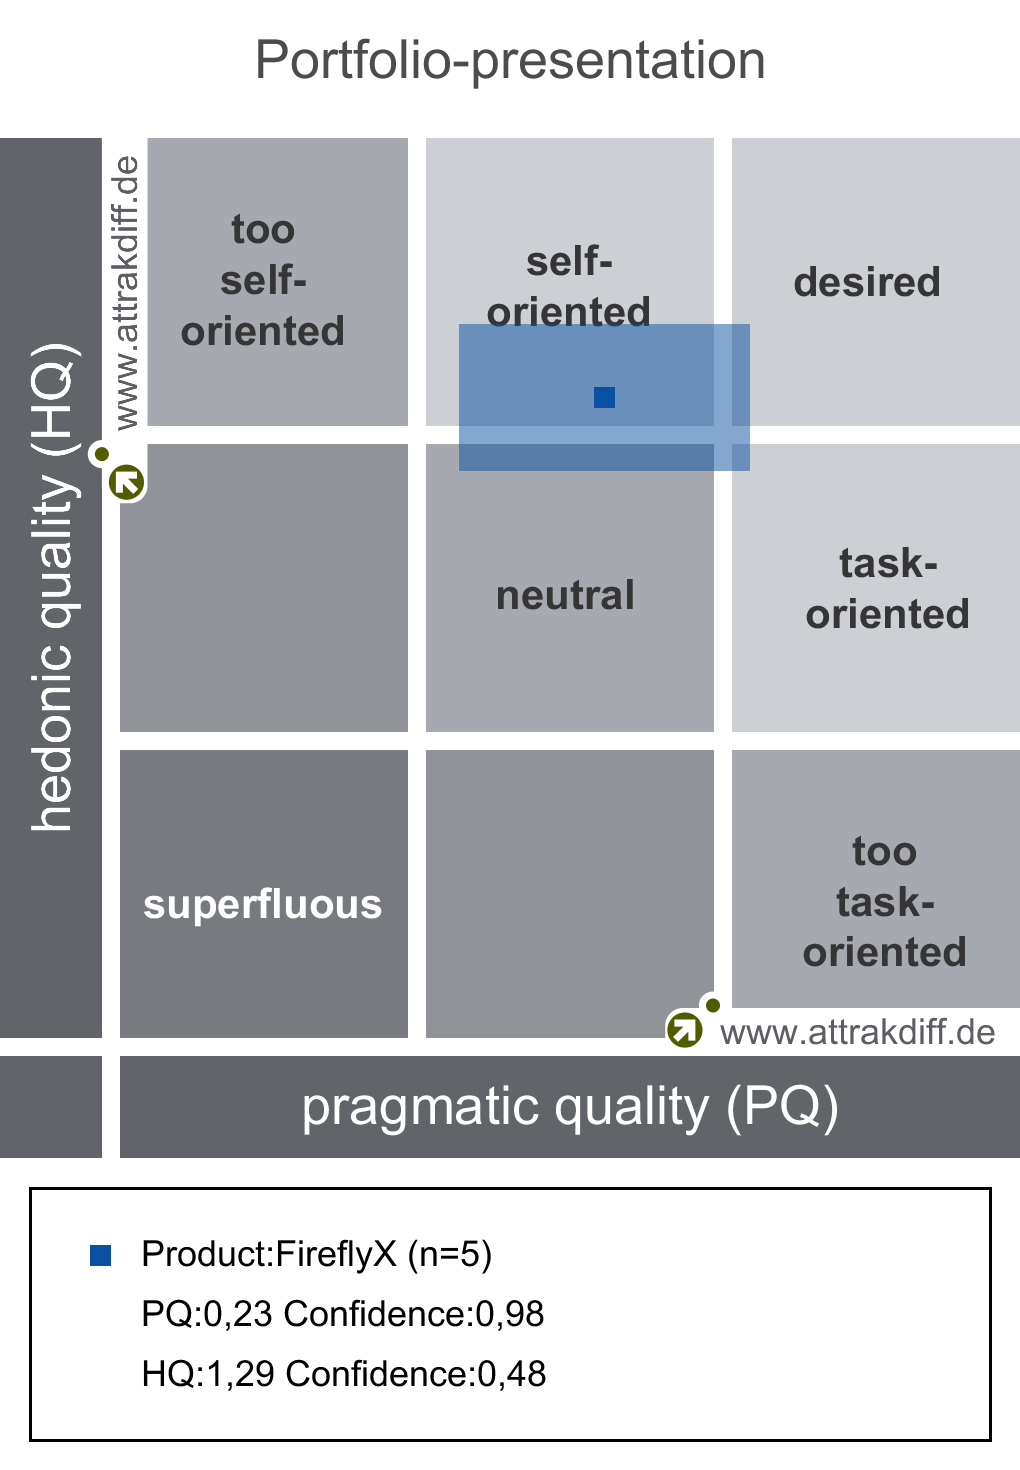 Portfolio-presentation
hedonic quality (HQ)
www.attrakdiff.de
too
self-
oriented
self-
oriented
desired
neutral
task-
oriented
superfluous
too
task-
oriented
www.attrakdiff.de
pragmatic quality (PQ)
Product:FireflyX (n=5)
PQ:0,23 Confidence:0,98
HQ:1,29 Confidence:0,48